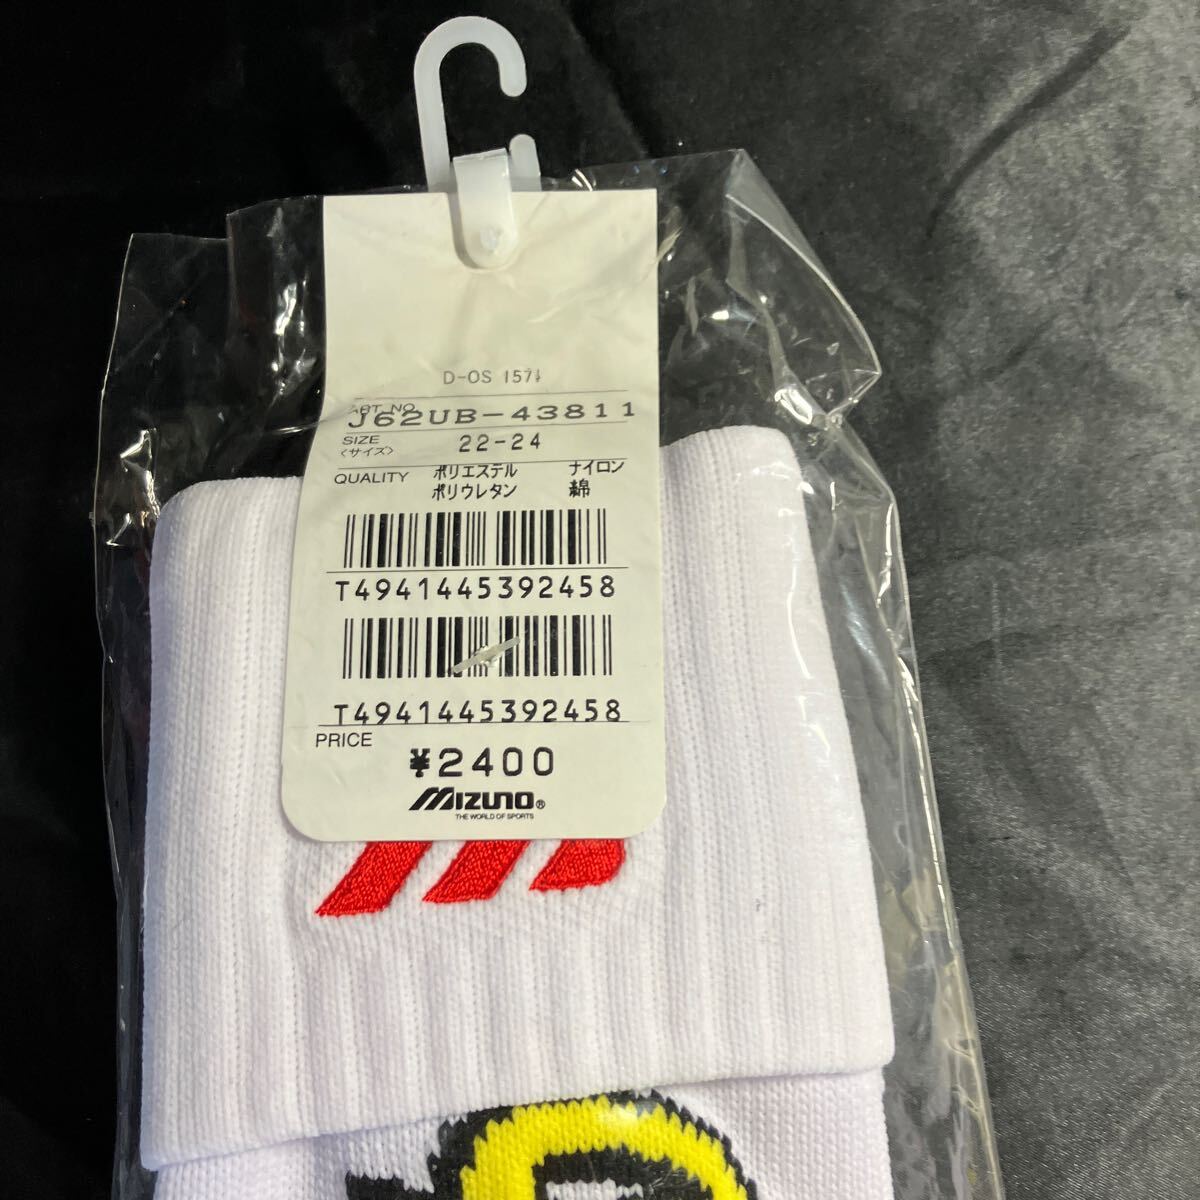 D-OS
ART NO. J62UB-43811
SIZE 22-24
<サイズ>
QUALITY ポリエステル ナイロン
ポリウレタン 綿
T4941445392458
T4941445392458
PRICE
¥2400
MIZUNO®
THE WORLD OF SPORTS